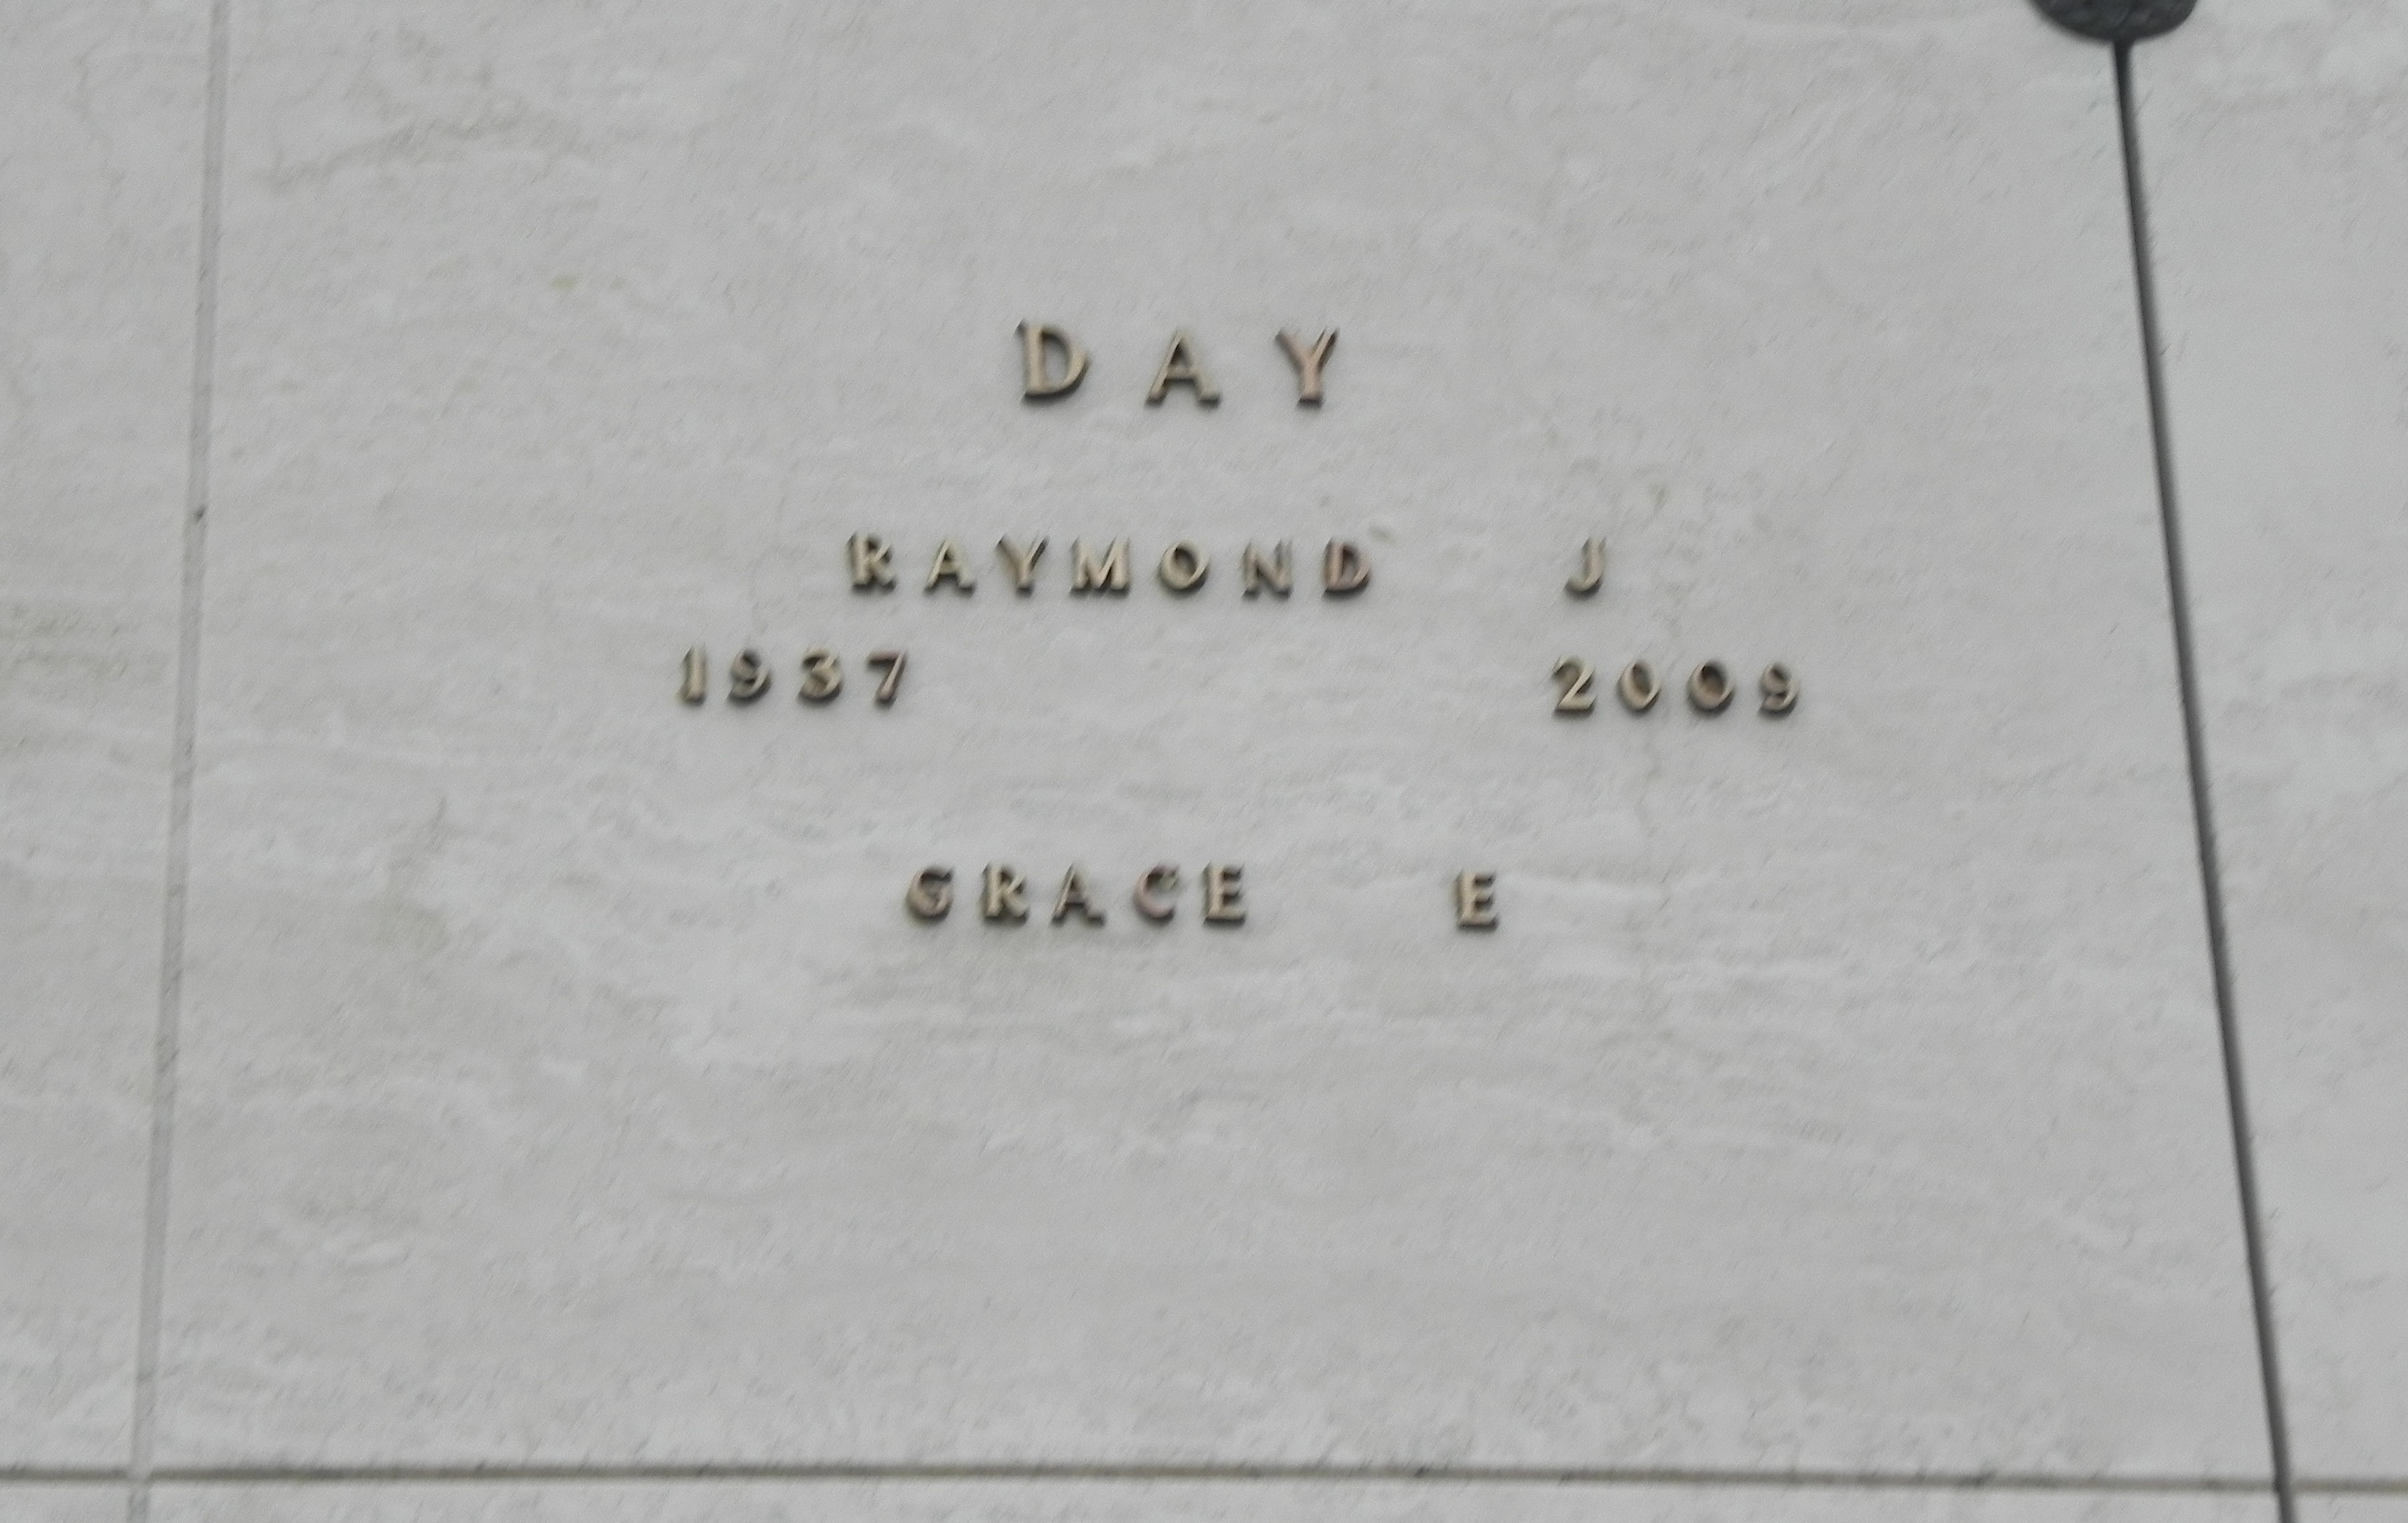 DAY
RAYMOND J
1937 2009
GRACE E